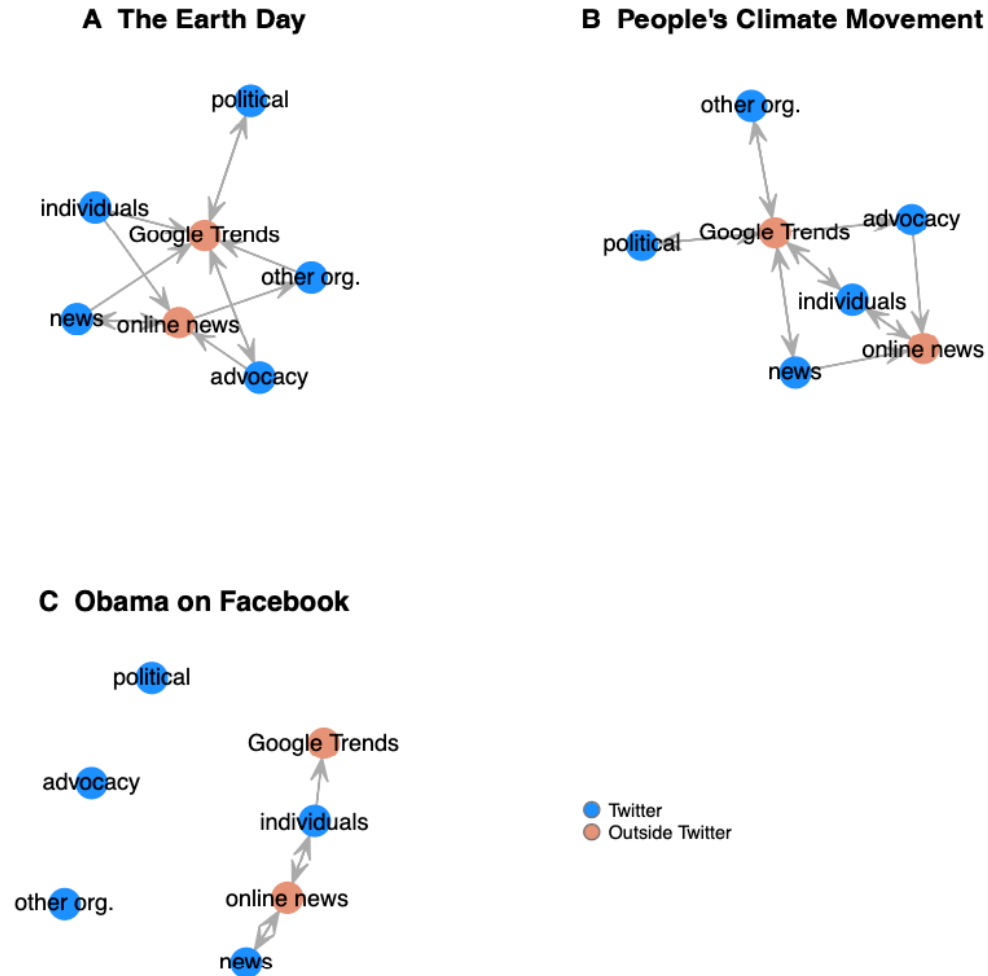 A The Earth Day
political
individuals
Google Trends
other org.
news
online news
advocacy
B People's Climate Movement
other org.
advocacy
Google Trends
political
individuals
online news
news
C Obama on Facebook
political
Google Trends
advocacy
individuals
online news
other org.
news
Twitter
Outside Twitter